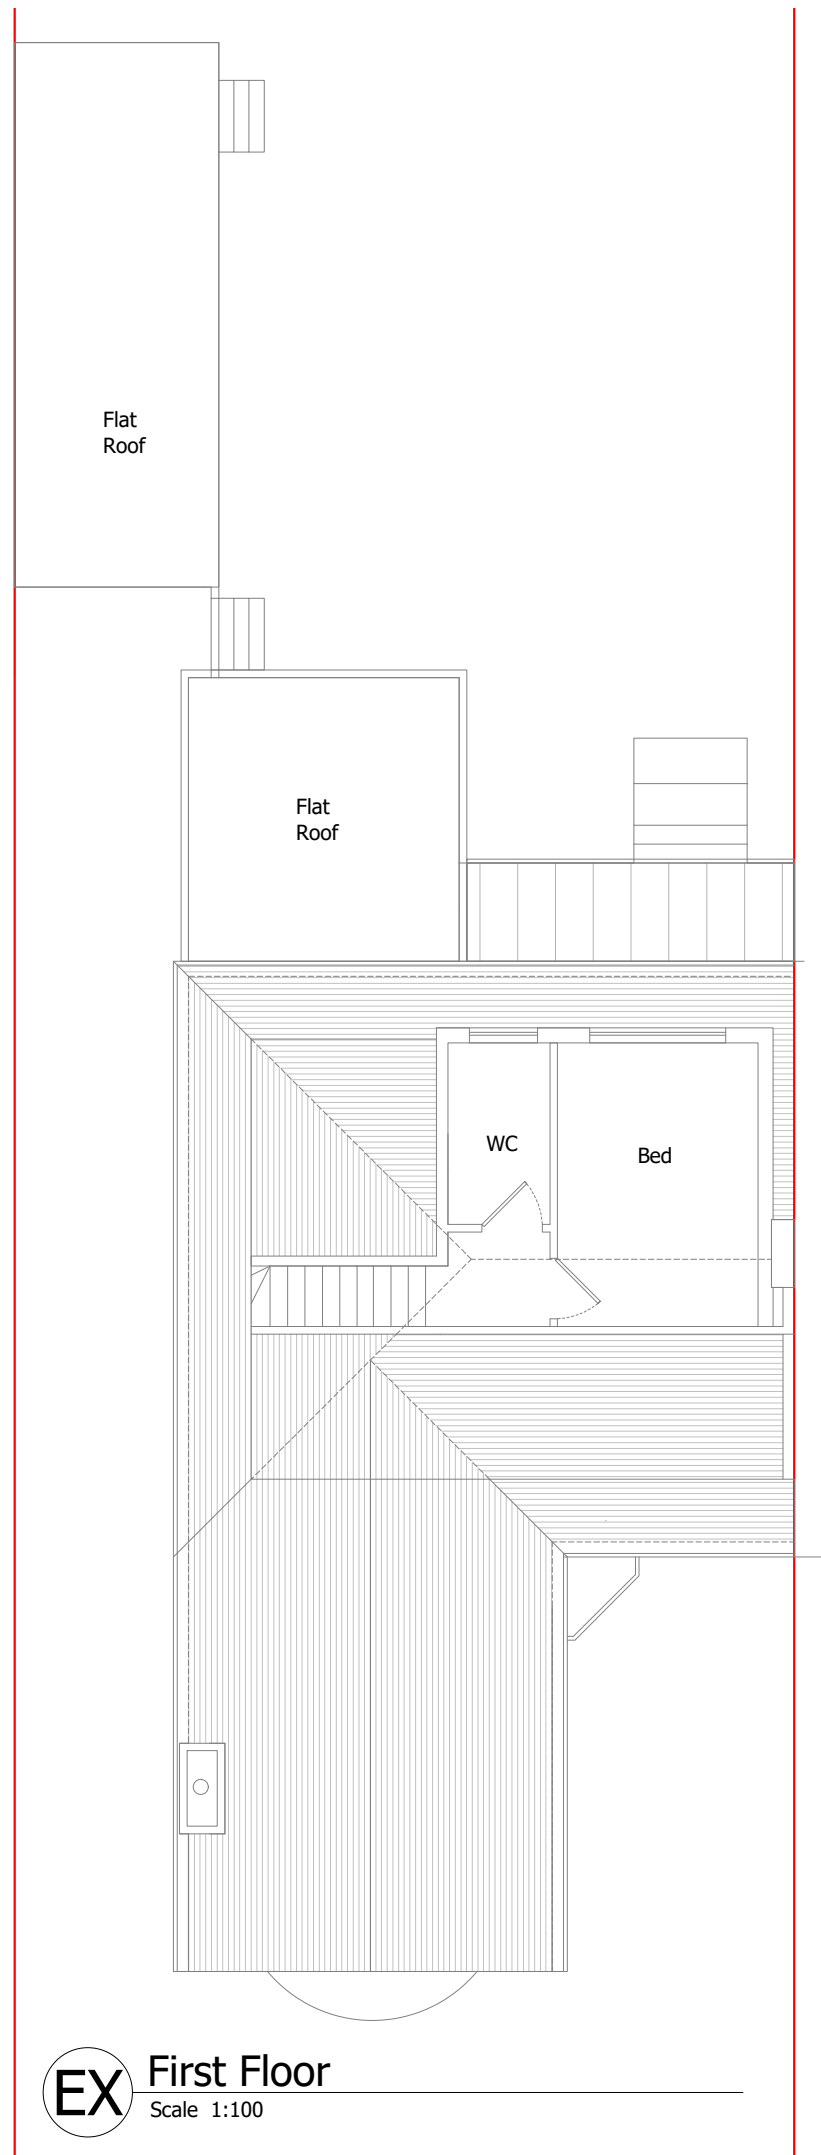 Flat
Roof
Flat
Roof
WC
Bed
EX
First Floor
Scale 1:100